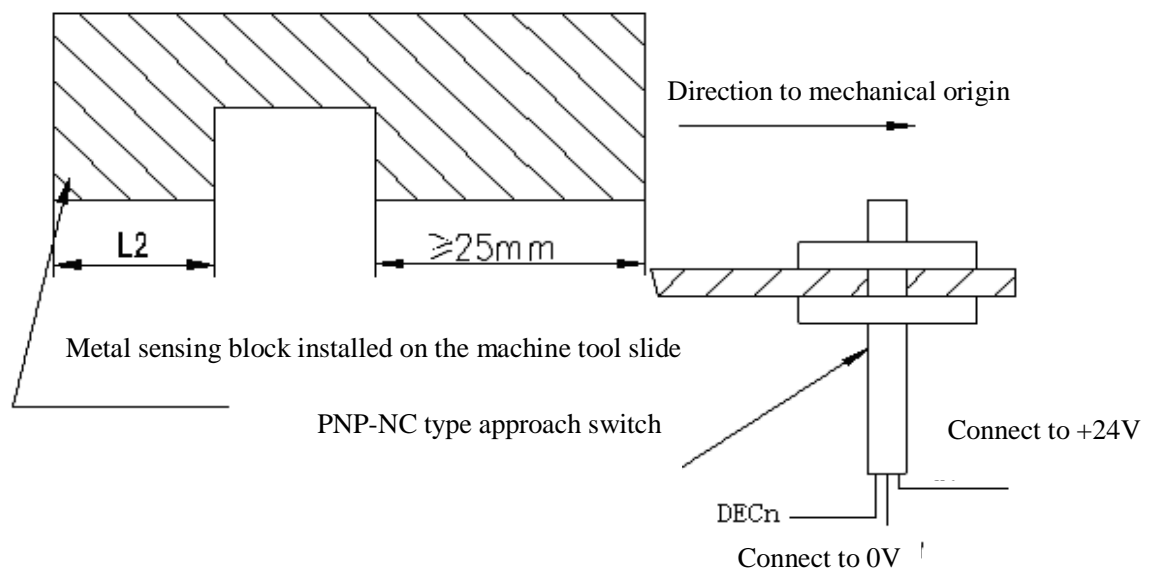 Direction to mechanical origin
L2
≥25mm
Metal sensing block installed on the machine tool slide
PNP-NC type approach switch
Connect to +24V
DECn
Connect to 0V